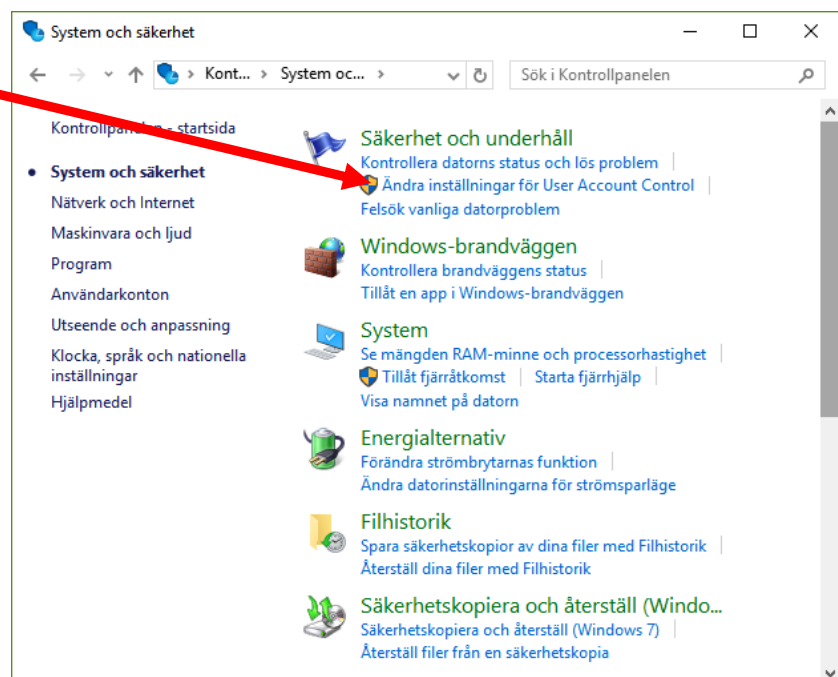 System och säkerhet
Kont... System oc...
Sök i Kontrollpanelen
Kontrollpanelen - startsida
System och säkerhet
Nätverk och Internet
Maskinvara och ljud
Program
Användarkonton
Utseende och anpassning
Klocka, språk och nationella
inställningar
Hjälpmedel
Säkerhet och underhåll
Kontrollera datorns status och lös problem
Ändra inställningar för User Account Control
Felsök vanliga datorproblem
Windows-brandväggen
Kontrollera brandväggens status
Tillåt en app i Windows-brandväggen
System
Se mängden RAM-minne och processorhastighet
Tillåt fjärråtkomst Starta fjärrhjälp
Visa namnet på datorn
Energialternativ
Förändra strömbrytarnas funktion
Ändra datorinställningarna för strömsparläge
Filhistorik
Spara säkerhetskopior av dina filer med Filhistorik
Återställ dina filer med Filhistorik
Säkerhetskopiera och återställ (Windo...
Säkerhetskopiera och återställ (Windows 7)
Återställ filer från en säkerhetskopia